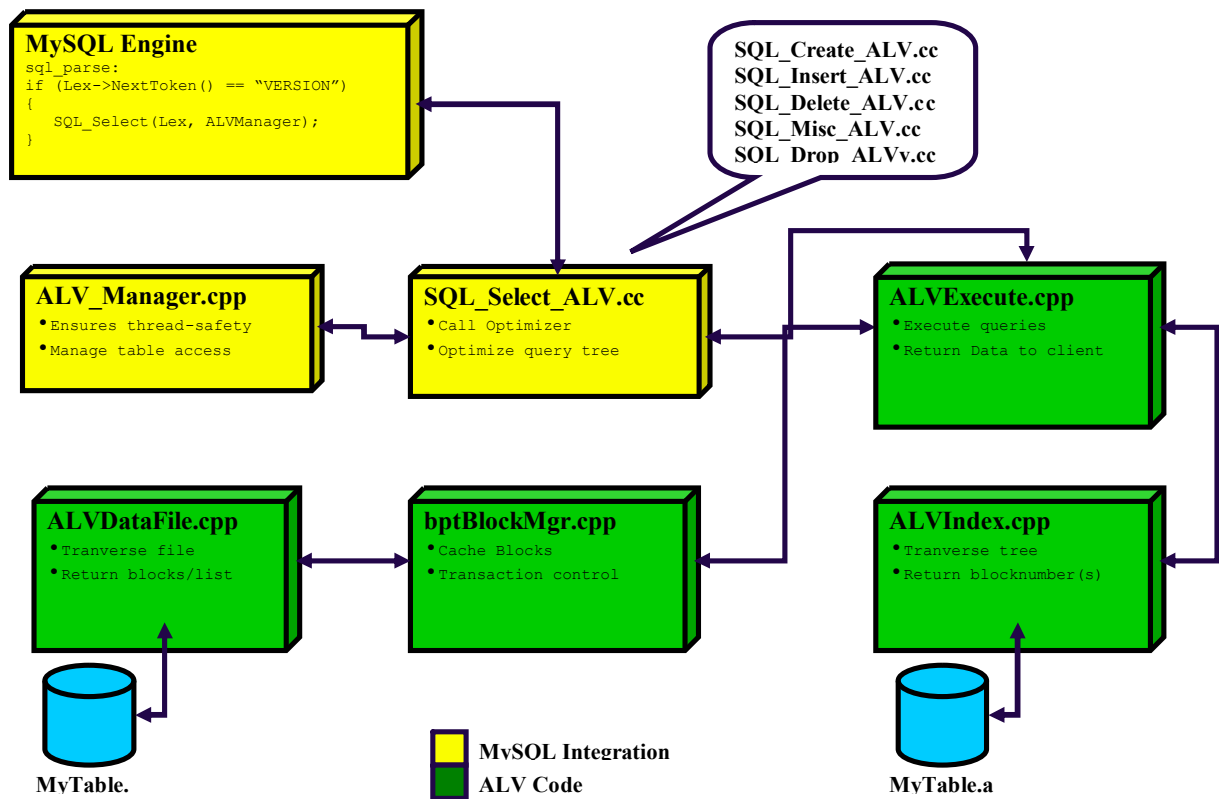 MySQL Engine
sql_parse:
if (Lex->NextToken() == “VERSION”)
{
SQL_Select(Lex, ALVManager);
}
SQL_Create_ALV.cc
SQL_Insert_ALV.cc
SQL_Delete_ALV.cc
SQL_Misc_ALV.cc
SQL_Drop_ALVv.cc
ALV_Manager.cpp
•Ensures thread-safety
•Manage table access
SQL_Select_ALV.cc
•Call Optimizer
•Optimize query tree
ALVExecute.cpp
•Execute queries
•Return Data to client
ALVDataFile.cpp
•Tranverse file
•Return blocks/list
bptBlockMgr.cpp
•Cache Blocks
•Transaction control
ALVIndex.cpp
•Tranverse tree
•Return blocknumber(s)
MyTable.
MySQL Integration
ALV Code
MyTable.a